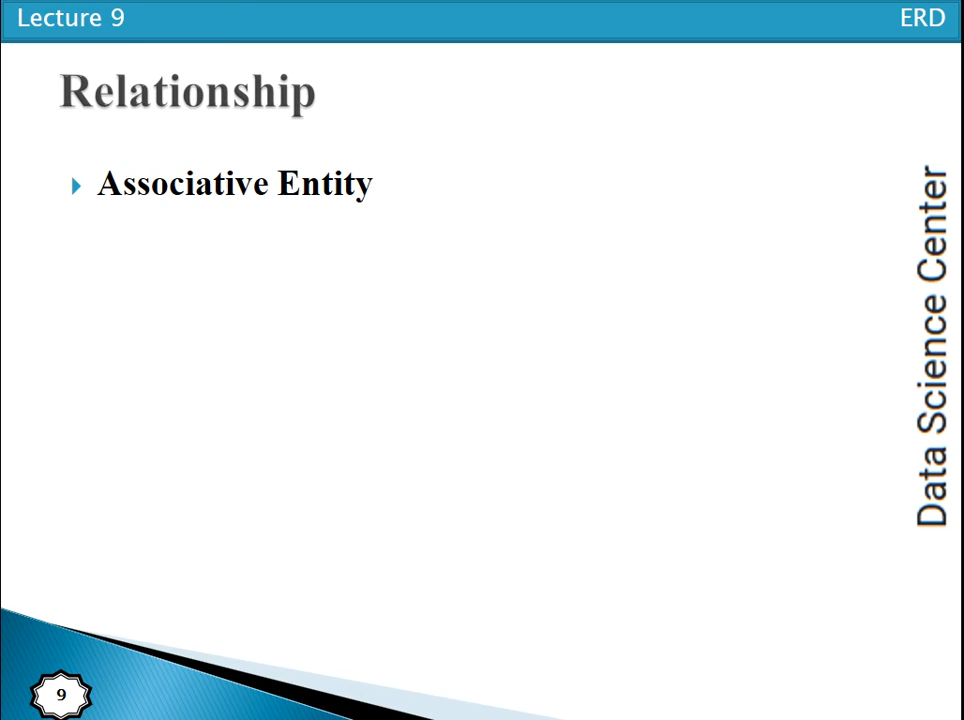 Lecture 9
ERD
Relationship
Associative Entity
Data Science Center
9